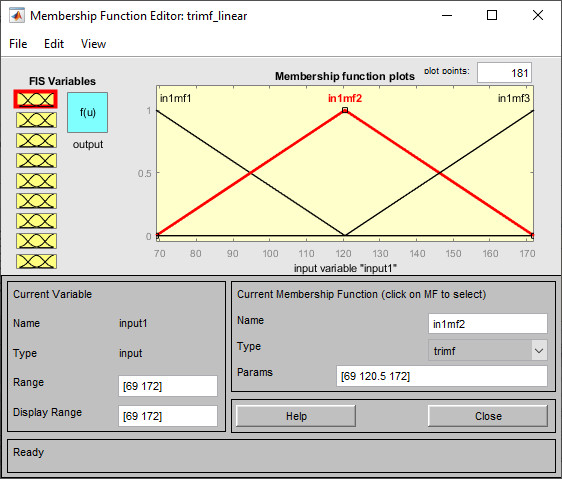 Membership Function Editor: trimf_linear
File Edit View
FIS Variables
f(u)
output
Membership function plots
plot points:
181
in1mf1
in1mf2
in1mf3
1
0.5
0
70 80 90 100 110 120 130 140 150 160 170
input variable "input1"
Current Variable
Name input1
Type input
Range [69 172]
Display Range [69 172]
Current Membership Function (click on MF to select)
Name in1mf2
Type trimf
Params [69 120.5 172]
Help
Close
Ready